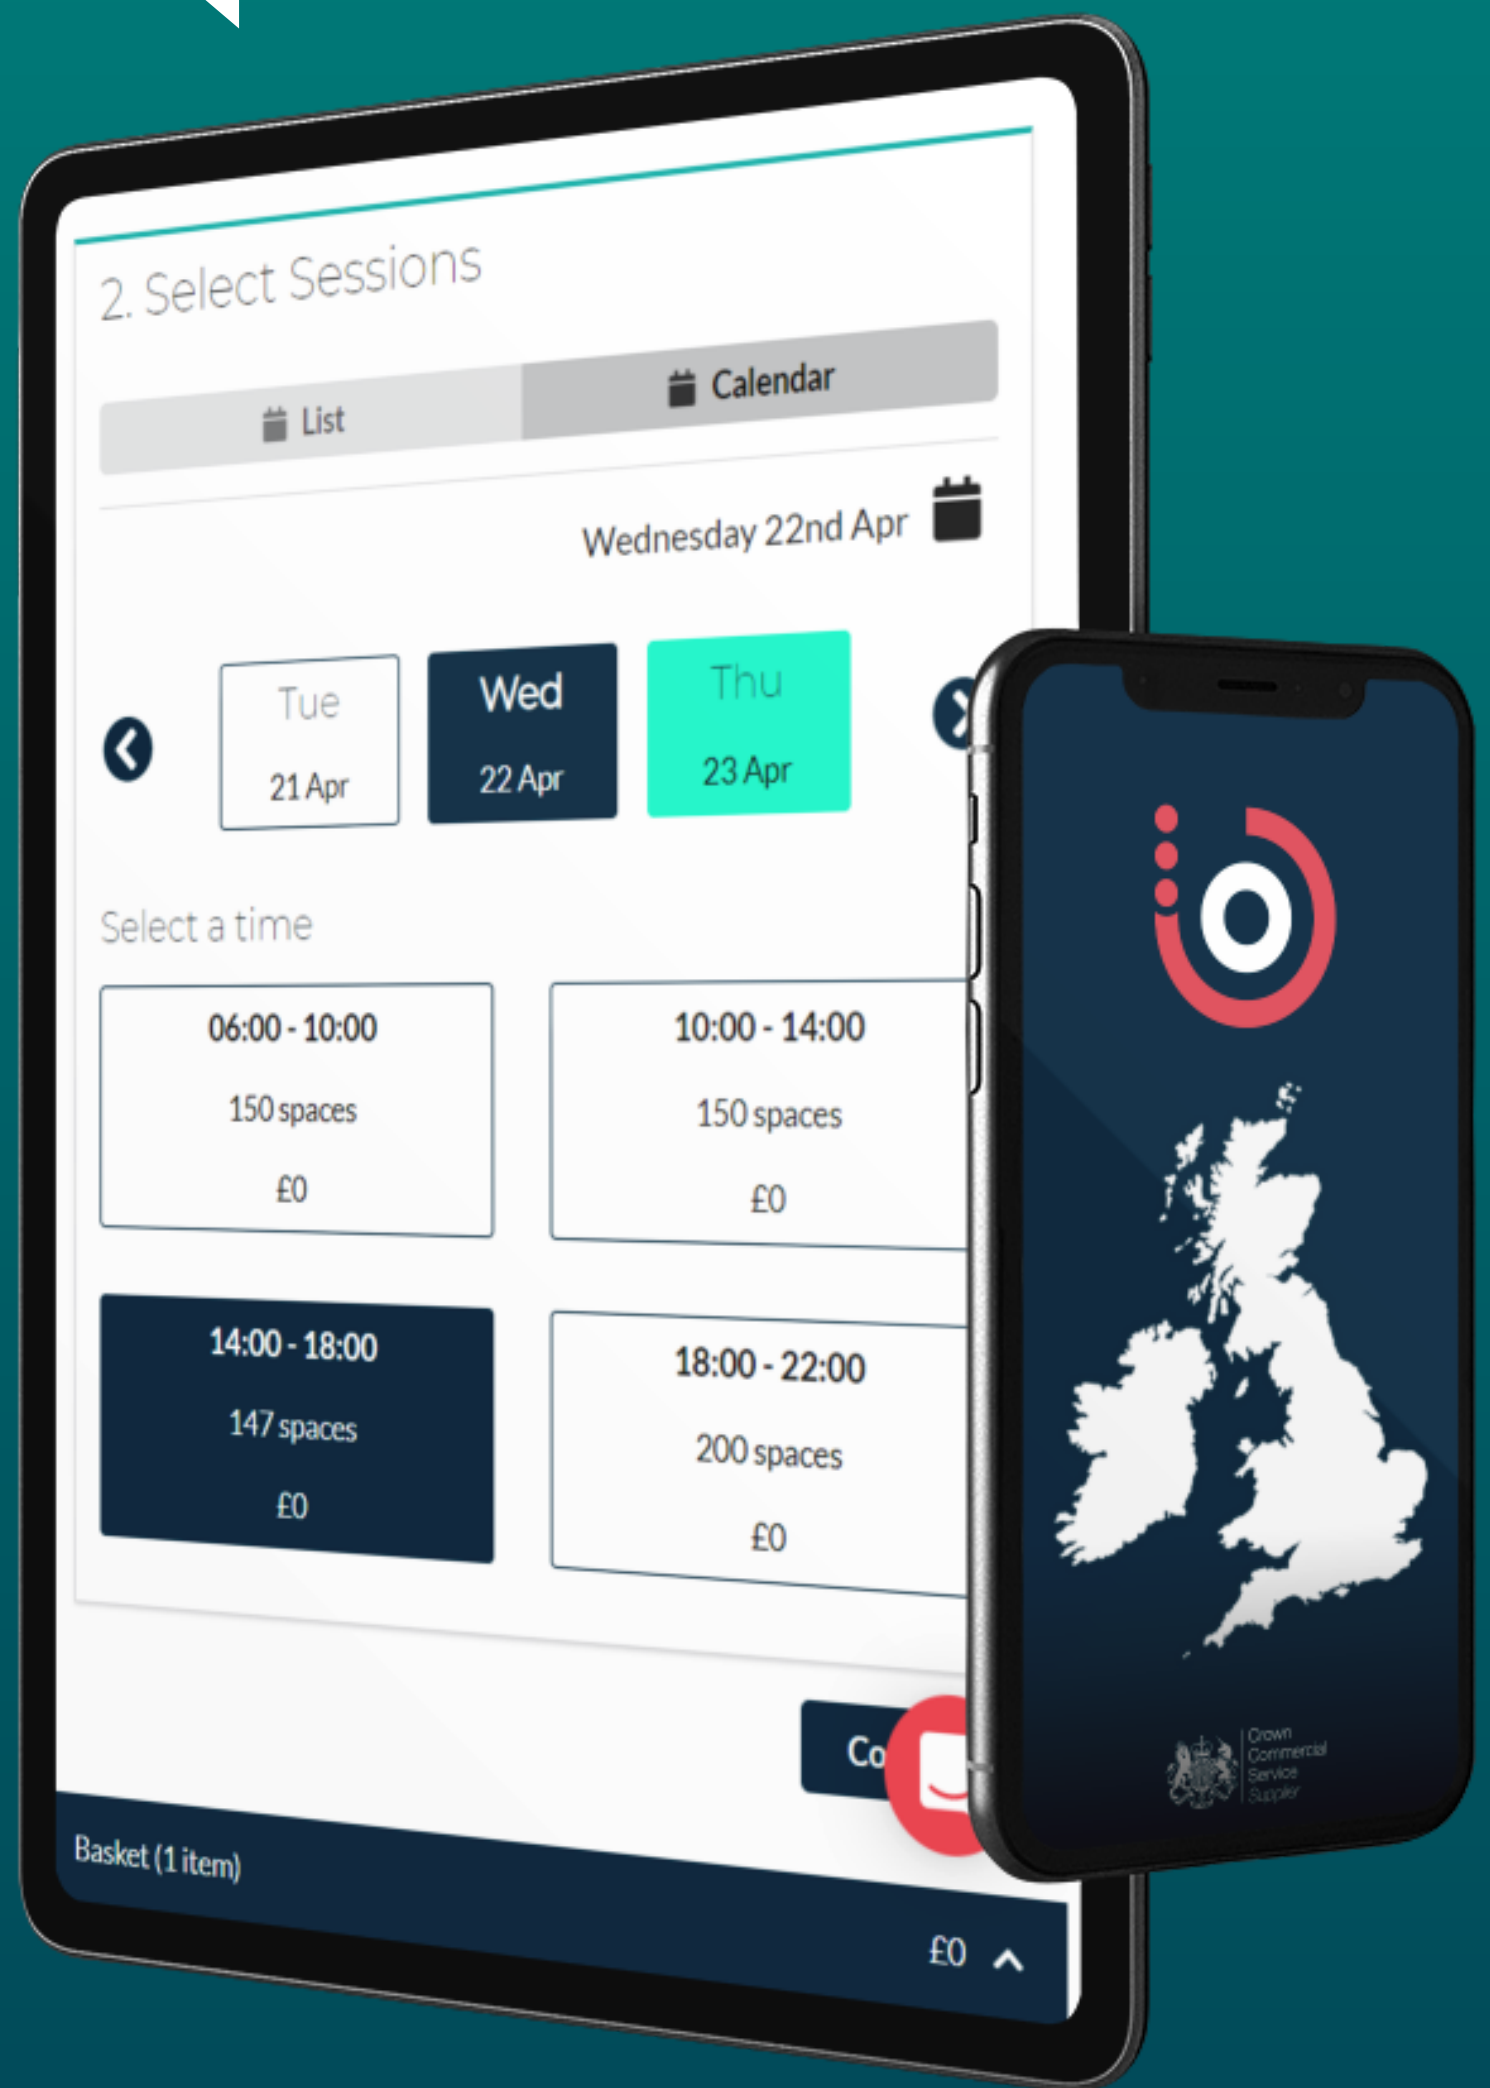 2. Select Sessions
List
Calendar
Wednesday 22nd Apr
Tue
21 Apr
Wed
22 Apr
Thu
23 Apr
Select a time
06:00 - 10:00
150 spaces
£0
10:00 - 14:00
150 spaces
£0
14:00 - 18:00
147 spaces
£0
18:00 - 22:00
200 spaces
£0
Co
Basket (1 item)
£0
Crown
Commercial
Service
Supplier